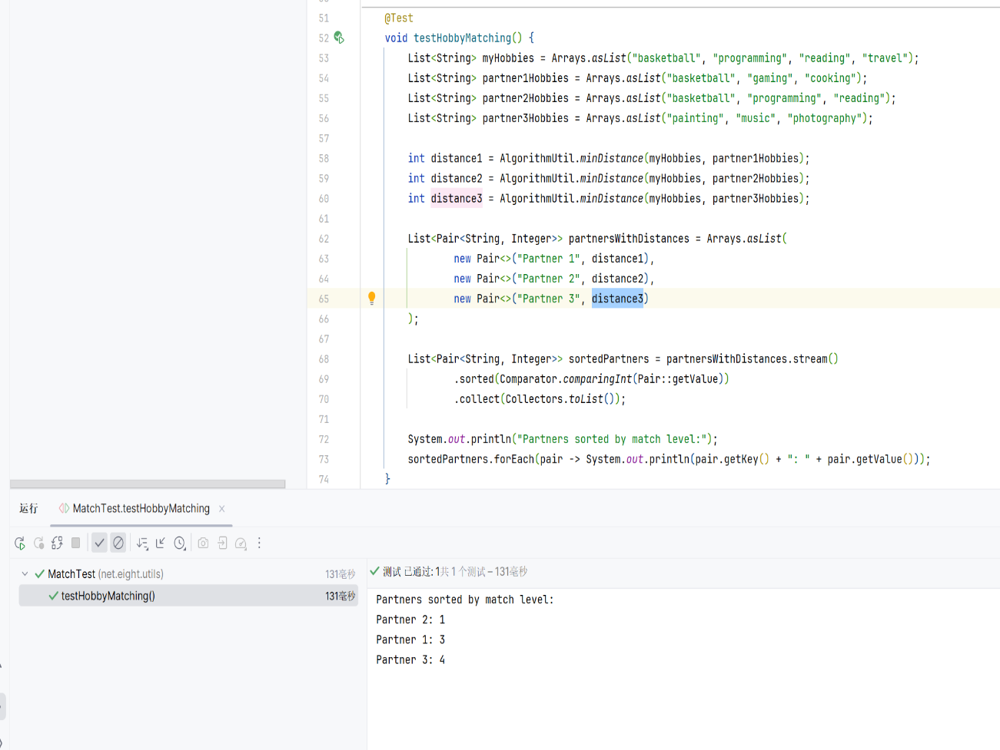 51 @Test
52 void testHobbyMatching() {
53 List<String> myHobbies = Arrays.asList("basketball", "programming", "reading", "travel");
54 List<String> partner1Hobbies = Arrays.asList("basketball", "gaming", "cooking");
55 List<String> partner2Hobbies = Arrays.asList("basketball", "programming", "reading");
56 List<String> partner3Hobbies = Arrays.asList("painting", "music", "photography");
57
58 int distance1 = AlgorithmUtil.minDistance(myHobbies, partner1Hobbies);
59 int distance2 = AlgorithmUtil.minDistance(myHobbies, partner2Hobbies);
60 int distance3 = AlgorithmUtil.minDistance(myHobbies, partner3Hobbies);
61
62 List<Pair<String, Integer>> partnersWithDistances = Arrays.asList(
63 new Pair<>("Partner 1", distance1),
64 new Pair<>("Partner 2", distance2),
65 new Pair<>("Partner 3", distance3)
66 );
67
68 List<Pair<String, Integer>> sortedPartners = partnersWithDistances.stream()
69 .sorted(Comparator.comparingInt(Pair::getValue))
70 .collect(Collectors.toList());
71
72 System.out.println("Partners sorted by match level:");
73 sortedPartners.forEach(pair -> System.out.println(pair.getKey() + ": " + pair.getValue()));
74 }
运行 MatchTest.testHobbyMatching
MatchTest (net.eight.utils) 131毫秒
testHobbyMatching() 131毫秒
测试 已通过: 1共 1 个测试 – 131毫秒
Partners sorted by match level:
Partner 2: 1
Partner 1: 3
Partner 3: 4